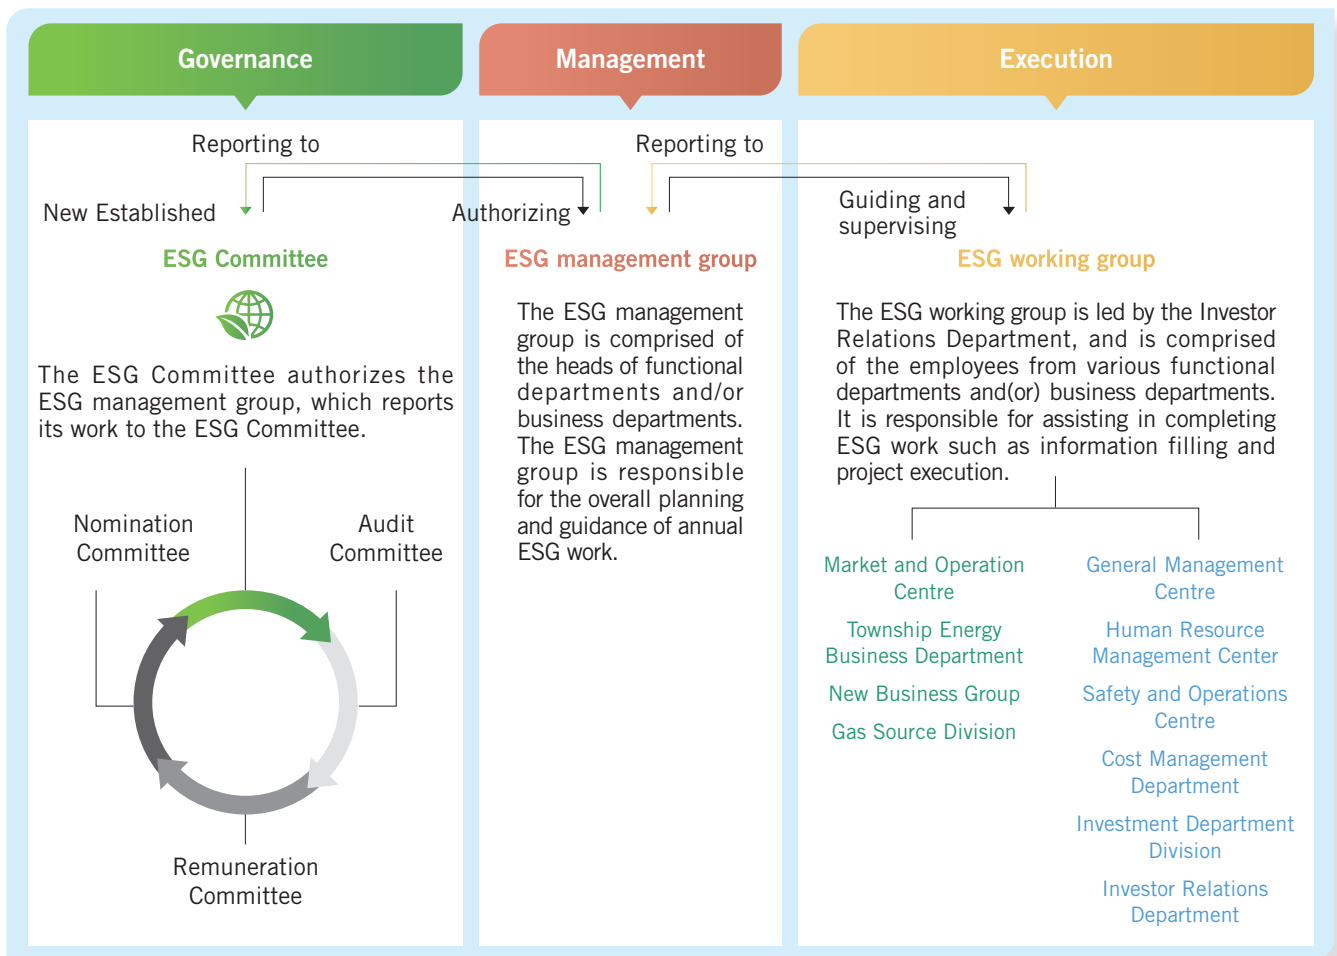 Governance
Management
Execution
Reporting to
New Established
Authorizing
ESG Committee
The ESG Committee authorizes the
ESG management group, which reports
its work to the ESG Committee.
Nomination
Committee
Audit
Committee
Remuneration
Committee
Reporting to
Guiding and
supervising
ESG management group
The ESG management
group is comprised of
the heads of functional
departments and/or
business departments.
The ESG management
group is responsible
for the overall planning
and guidance of annual
ESG work.
ESG working group
The ESG working group is led by the Investor
Relations Department, and is comprised
of the employees from various functional
departments and(or) business departments.
It is responsible for assisting in completing
ESG work such as information filling and
project execution.
Market and Operation
Centre
Township Energy
Business Department
New Business Group
Gas Source Division
General Management
Centre
Human Resource
Management Center
Safety and Operations
Centre
Cost Management
Department
Investment Department
Division
Investor Relations
Department